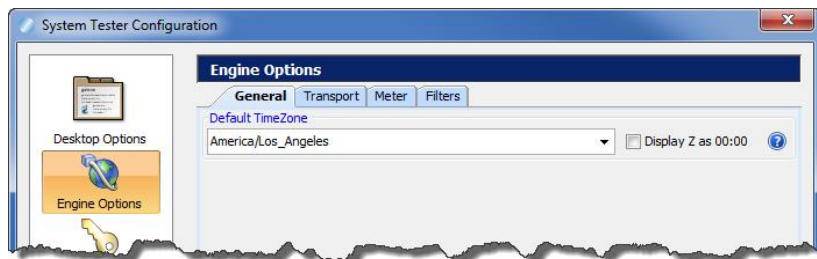 System Tester Configuration
Engine Options
General Transport Meter Filters
Default TimeZone
America/Los_Angeles Display Z as 00:00 ?
Desktop Options
Engine Options